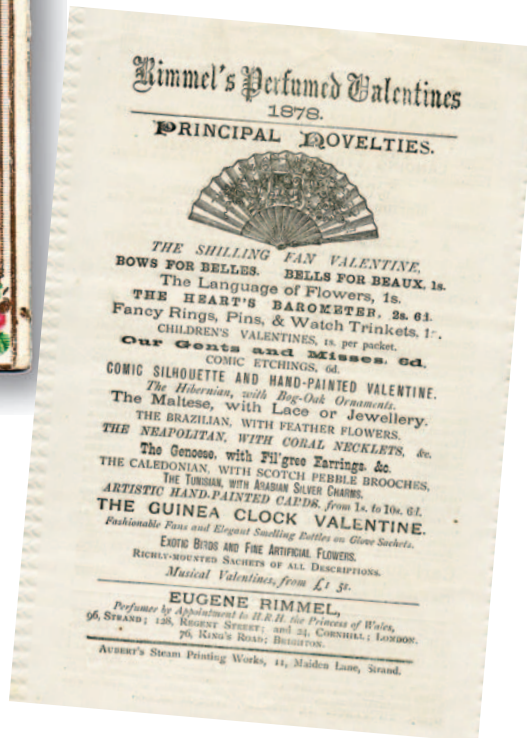 Rimmel's Perfumed Valentines
1878.
PRINCIPAL NOVELTIES.
THE SHILLING FAN VALENTINE,
BOWS FOR BELLES. BELLS FOR BEAUX, 1s.
The Language of Flowers, 1s.
THE HEART'S BAROMETER, 2s. 6d.
Fancy Rings, Pins, & Watch Trinkets, 1s.
CHILDREN'S VALENTINES, 1s. per packet.
Our Gents and Misses, 6d.
COMIC ETCHINGS, 6d.
COMIC SILHOUETTE AND HAND-PAINTED VALENTINE.
The Hibernian, with Bog-Oak Ornaments.
The Maltese, with Lace or Jewellery.
THE BRAZILIAN, WITH FEATHER FLOWERS.
THE NEAPOLITAN, WITH CORAL NECKLETS, &c.
The Genoese, with Fil'gree Earrings, &c.
THE CALEDONIAN, WITH SCOTCH PEBBLE BROOCHES,
THE TUNISIAN, WITH ARABIAN SILVER CHARMS.
ARTISTIC HAND-PAINTED CARDS, from 1s. to 10s. 6d.
THE GUINEA CLOCK VALENTINE.
Fashionable Fans and Elegant Smelling Bottles on Glove Sachets.
EXOTIC BIRDS AND FINE ARTIFICIAL FLOWERS.
RICHLY-MOUNTED SACHETS OF ALL DESCRIPTIONS.
Musical Valentines, from £1 5s.
EUGENE RIMMEL,
Perfumer by Appointment to H.R.H. the Princess of Wales,
96, STRAND; 128, REGENT STREET; and 24, CORNHILL; LONDON.
76, KING'S ROAD; BRIGHTON.
AUBERT'S Steam Printing Works, 11, Maiden Lane, Strand.